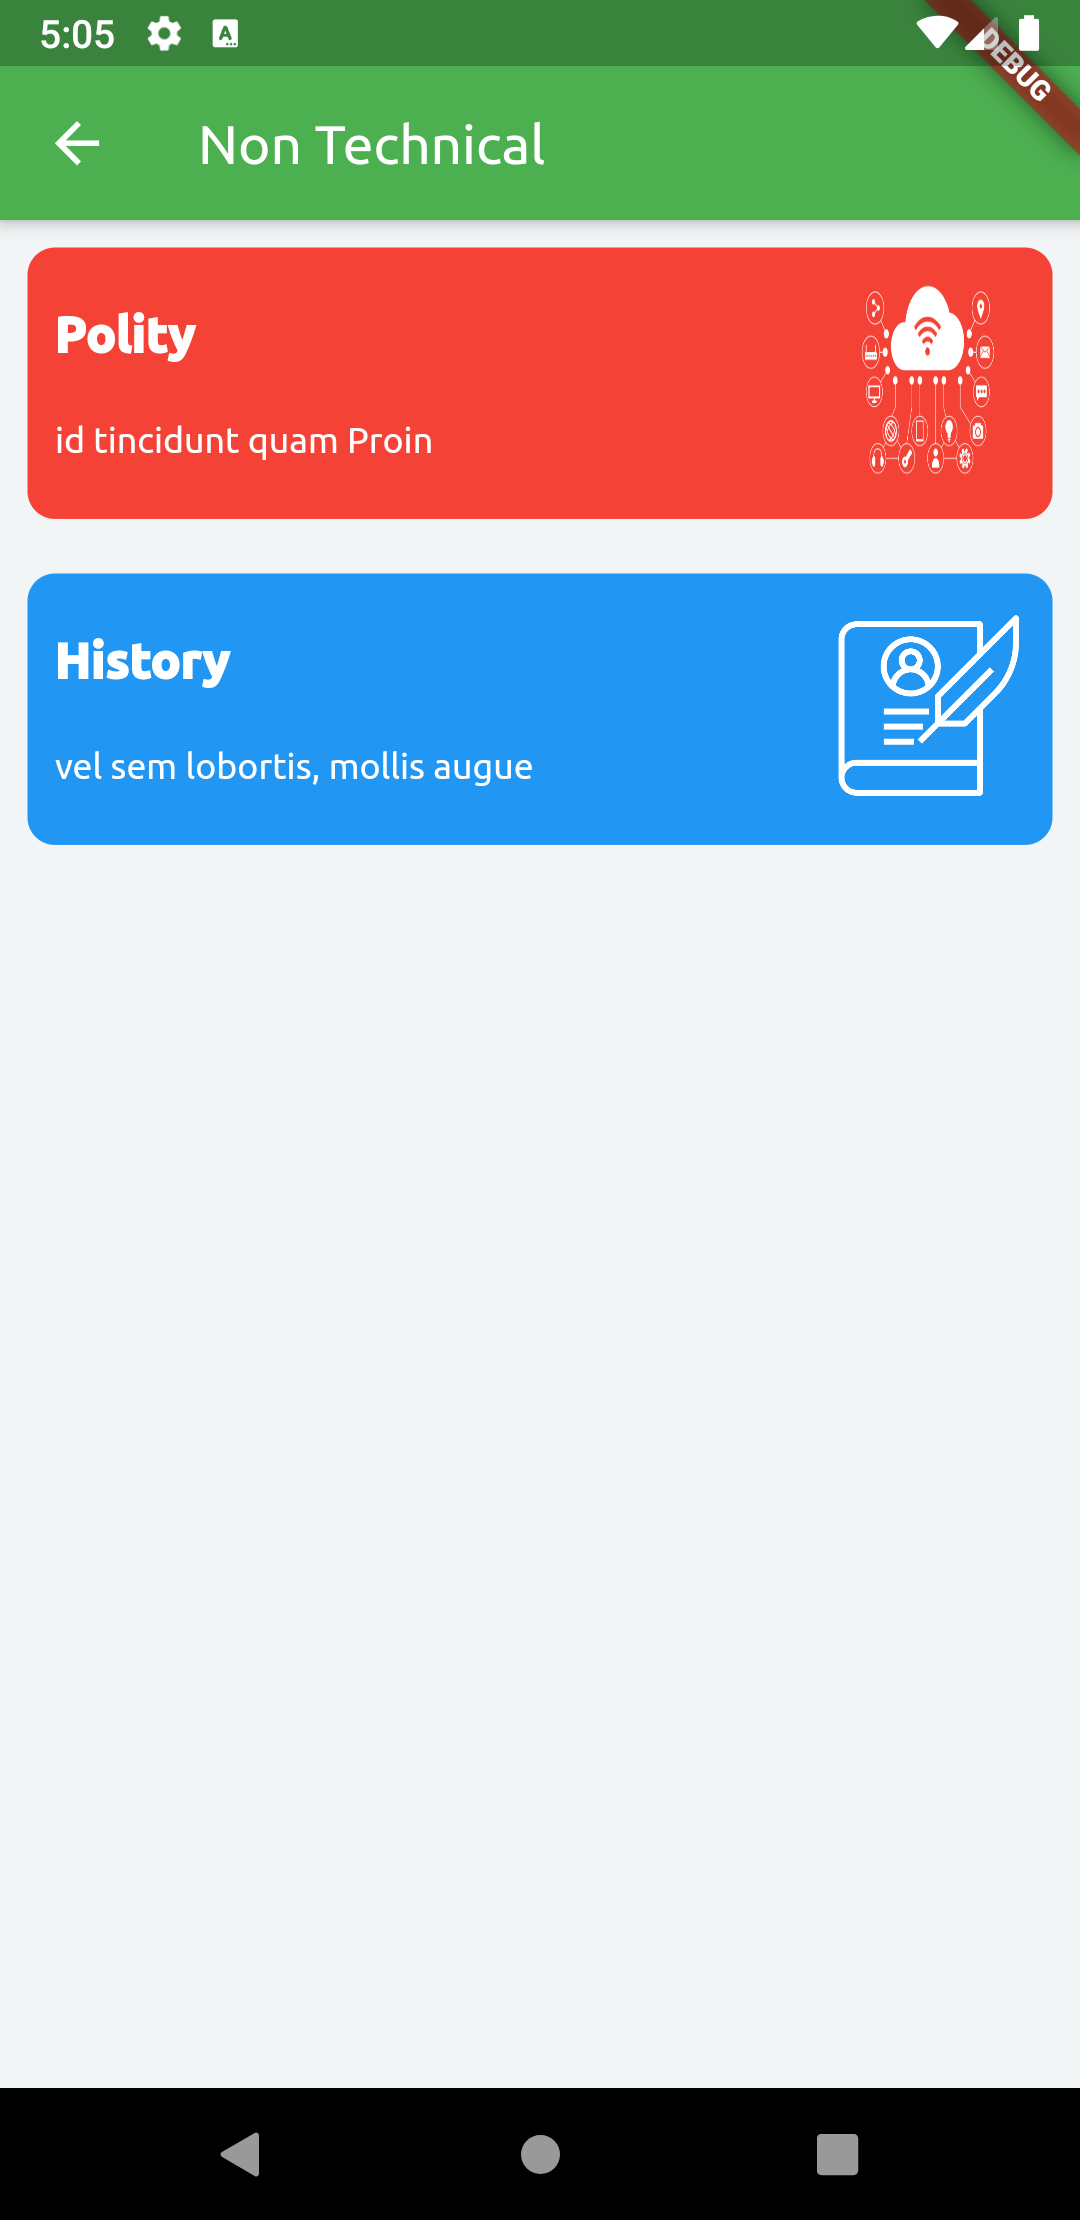 5:05
A
DEBUG
Non Technical
Polity
id tincidunt quam Proin
History
vel sem lobortis, mollis augue